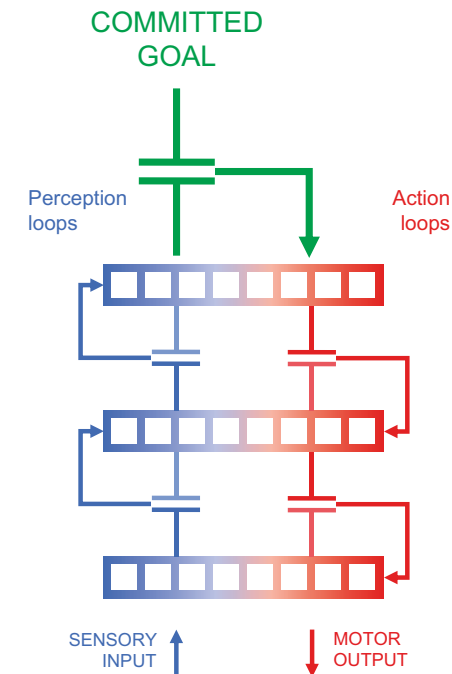 COMMITTED
GOAL
Perception
loops
Action
loops
SENSORY
INPUT
MOTOR
OUTPUT